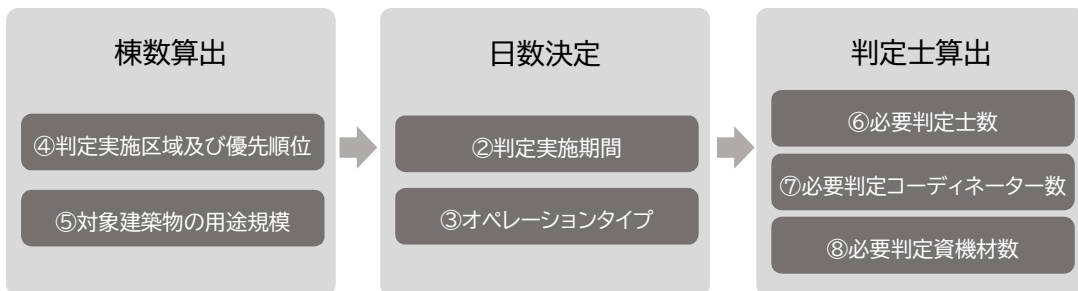 棟数算出
④判定実施区域及び優先順位
⑤対象建築物の用途規模
日数決定
②判定実施期間
③オペレーションタイプ
判定士算出
⑥必要判定士数
⑦必要判定コーディネーター数
⑧必要判定資機材数